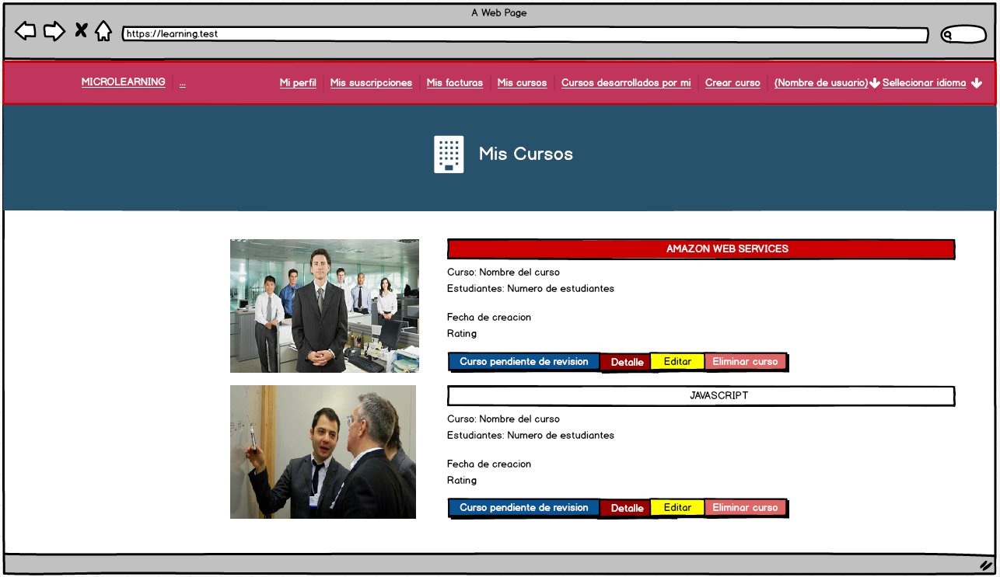 A Web Page
https://learning.test
MICROLEARNING ... Mi perfil Mis suscripciones Mis facturas Mis cursos Cursos desarrollados por mi Crear curso (Nombre de usuario) Sellecionar idioma
Mis Cursos
AMAZON WEB SERVICES
Curso: Nombre del curso
Estudiantes: Numero de estudiantes
Fecha de creacion
Rating
Curso pendiente de revision Detalle Editar Eliminar curso
JAVASCRIPT
Curso: Nombre del curso
Estudiantes: Numero de estudiantes
Fecha de creacion
Rating
Curso pendiente de revision Detalle Editar Eliminar curso